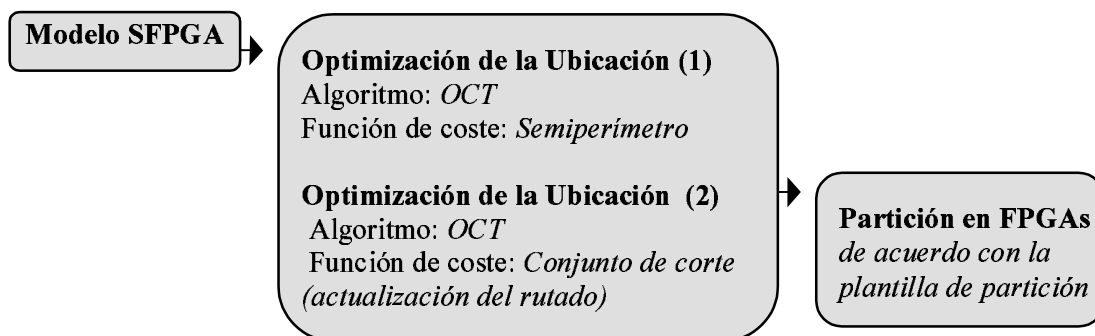 Modelo SFPGA
Optimización de la Ubicación (1)
Algoritmo: OCT
Función de coste: Semiperímetro
Optimización de la Ubicación (2)
Algoritmo: OCT
Función de coste: Conjunto de corte
(actualización del rutado)
Partición en FPGAs
de acuerdo con la
plantilla de partición